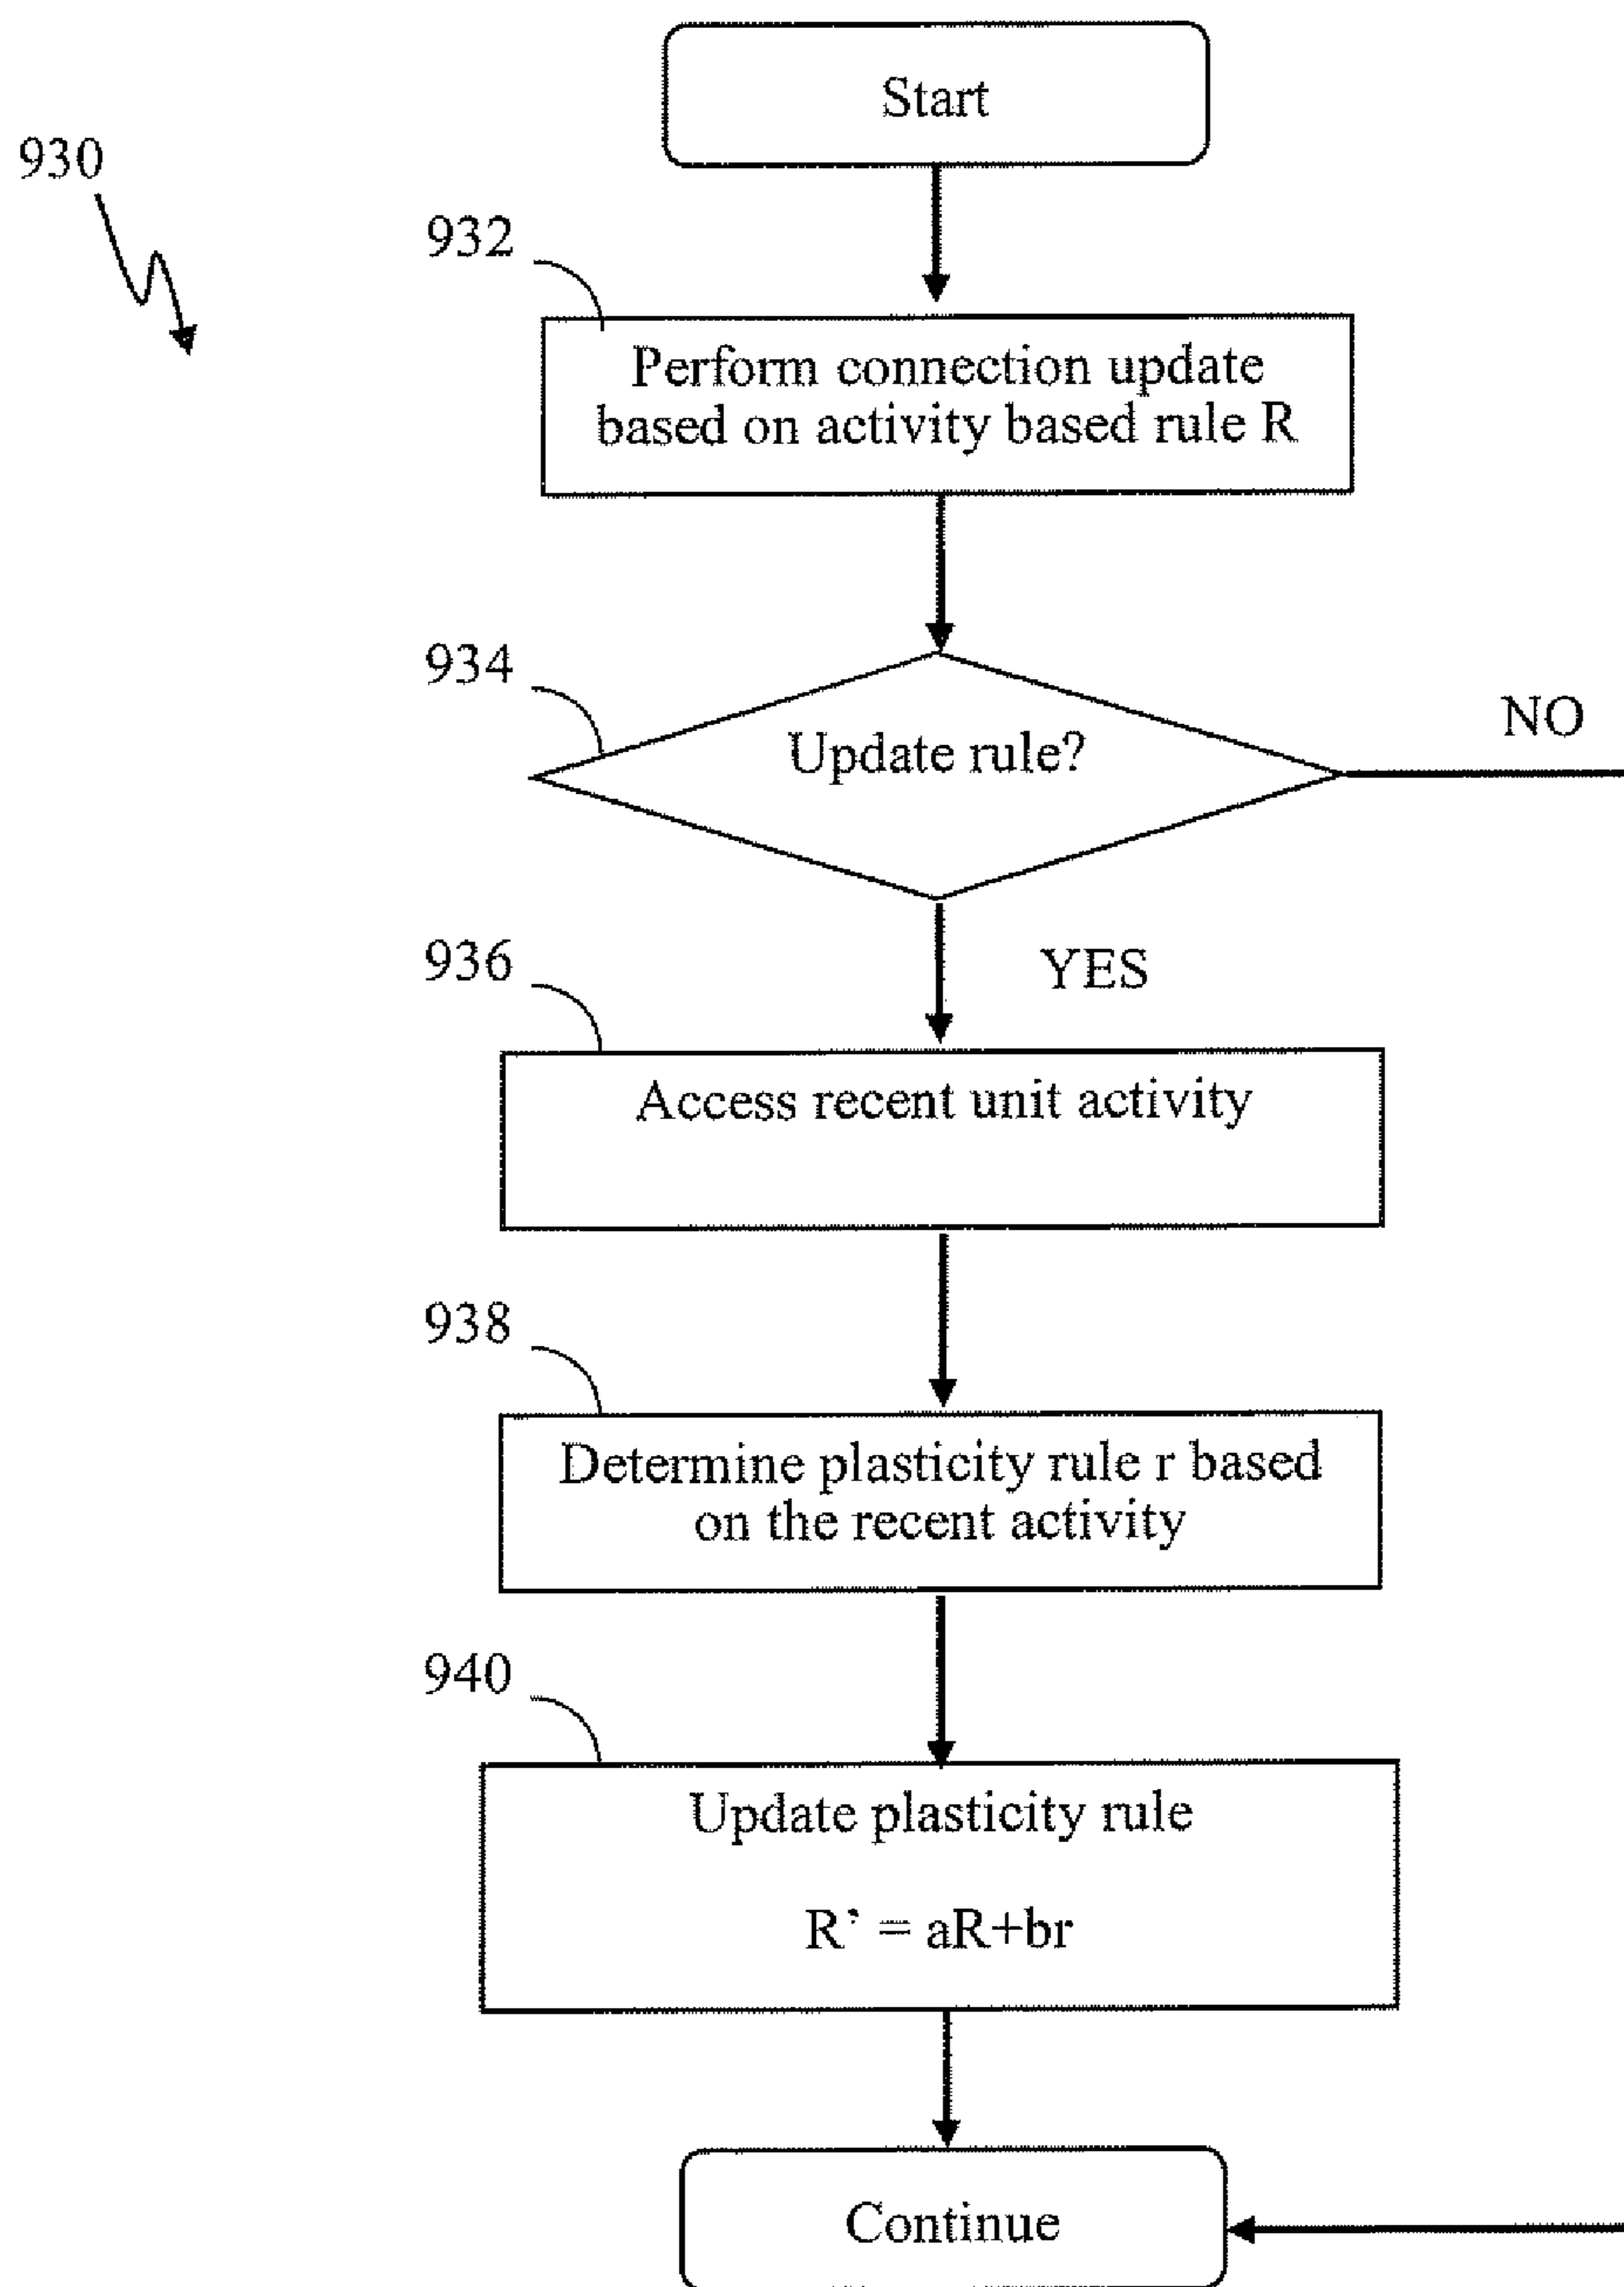 Start
930
932
Perform connection update
based on activity based rule R
934
Update rule?
NO
YES
936
Access recent unit activity
938
Determine plasticity rule r based
on the recent activity
940
Update plasticity rule
R’ = aR+br
Continue